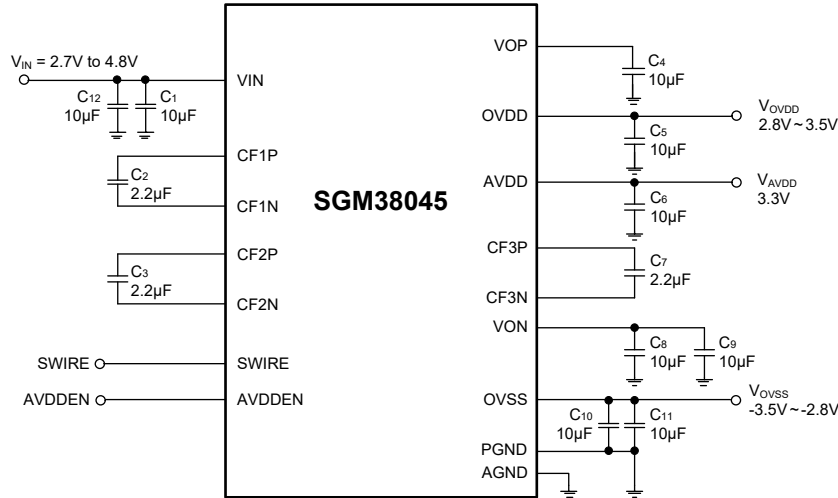 V_IN = 2.7V to 4.8V
C12
10µF
C1
10µF
VIN
C2
2.2µF
CF1P
CF1N
C3
2.2µF
CF2P
CF2N
SWIRE
SWIRE
AVDDEN
AVDDEN
SGM38045
VOP
C4
10µF
OVDD
C5
10µF
V_OVDD
2.8V ~ 3.5V
AVDD
C6
10µF
V_AVDD
3.3V
CF3P
CF3N
C7
2.2µF
VON
C8
10µF
C9
10µF
OVSS
C10
10µF
C11
10µF
V_OVSS
-3.5V ~ -2.8V
PGND
AGND